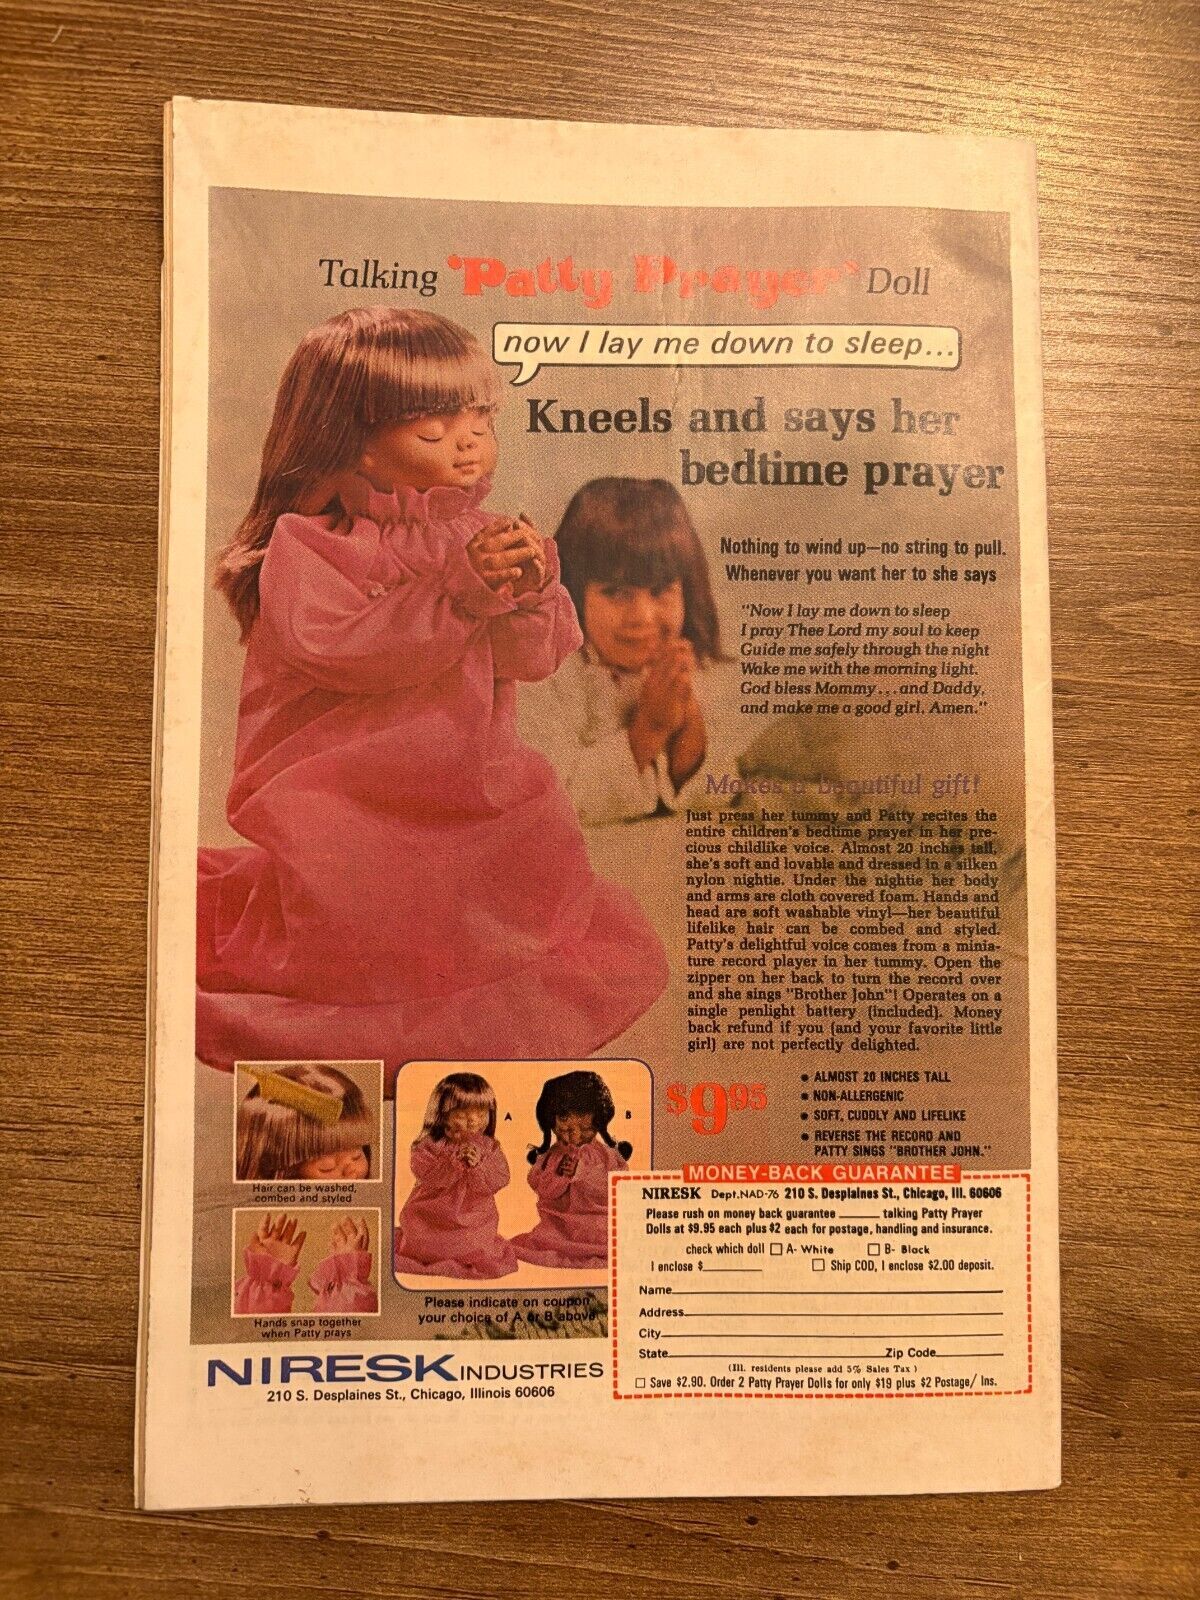 Talking 'Patty Prayer' Doll
now I lay me down to sleep...
Kneels and says her
bedtime prayer
Nothing to wind up—no string to pull.
Whenever you want her to she says
"Now I lay me down to sleep
I pray Thee Lord my soul to keep
Guide me safely through the night
Wake me with the morning light.
God bless Mommy...and Daddy,
and make me a good girl. Amen."
Makes a beautiful gift!
Just press her tummy and Patty recites the
entire children's bedtime prayer in her pre-
cious childlike voice. Almost 20 inches tall,
she's soft and lovable and dressed in a silken
nylon nightie. Under the nightie her body
and arms are cloth covered foam. Hands and
head are soft washable vinyl—her beautiful
lifelike hair can be combed and styled.
Patty's delightful voice comes from a minia-
ture record player in her tummy. Open the
zipper on her back to turn the record over
and she sings "Brother John"! Operates on a
single penlight battery (included). Money
back refund if you (and your favorite little
girl) are not perfectly delighted.
$9.95
• ALMOST 20 INCHES TALL
• NON-ALLERGENIC
• SOFT, CUDDLY AND LIFELIKE
• REVERSE THE RECORD AND
PATTY SINGS "BROTHER JOHN."
Hair can be washed,
combed and styled
Hands snap together
when Patty prays
A
B
Please indicate on coupon
your choice of A or B above
NIRESK INDUSTRIES
210 S. Desplaines St., Chicago, Illinois 60606
MONEY-BACK GUARANTEE
NIRESK Dept.NAD-76 210 S. Desplaines St., Chicago, Ill. 60606
Please rush on money back guarantee ______ talking Patty Prayer
Dolls at $9.95 each plus $2 each for postage, handling and insurance.
check which doll ☐ A- White ☐ B- Black
I enclose $________ ☐ Ship COD, I enclose $2.00 deposit.
Name
Address
City
State Zip Code
(Ill. residents please add 5% Sales Tax )
☐ Save $2.90. Order 2 Patty Prayer Dolls for only $19 plus $2 Postage/ Ins.